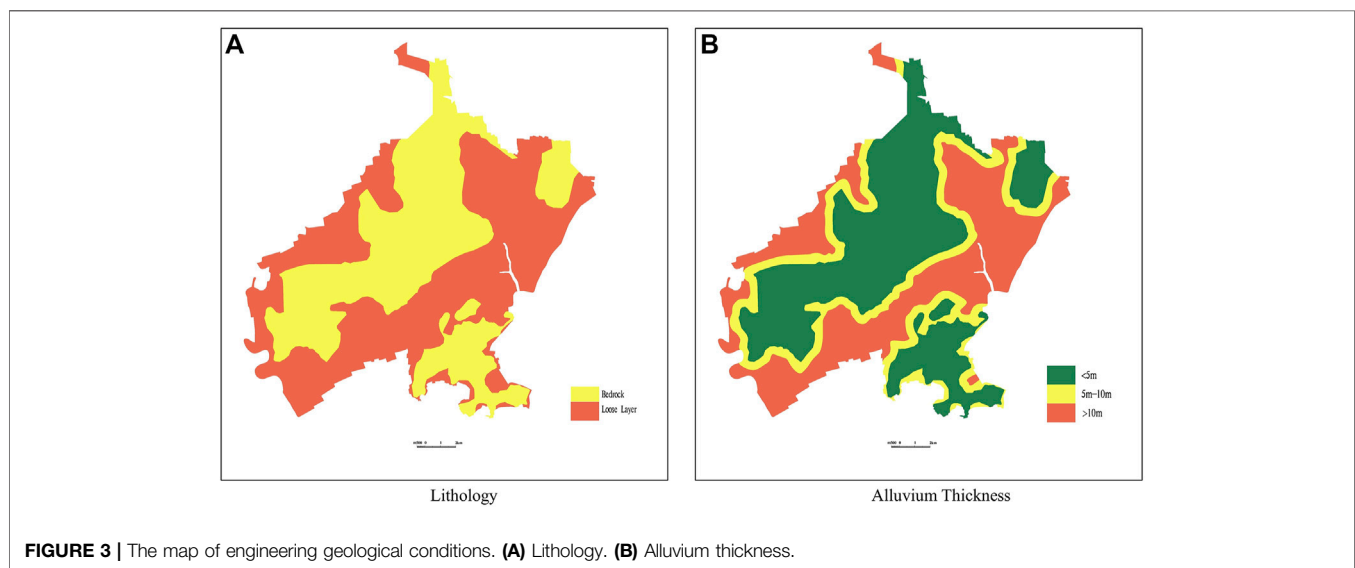 A
B
Bedrock
Loose Layer
<5m
5m-10m
>10m
Lithology
Alluvium Thickness
FIGURE 3 | The map of engineering geological conditions. (A) Lithology. (B) Alluvium thickness.